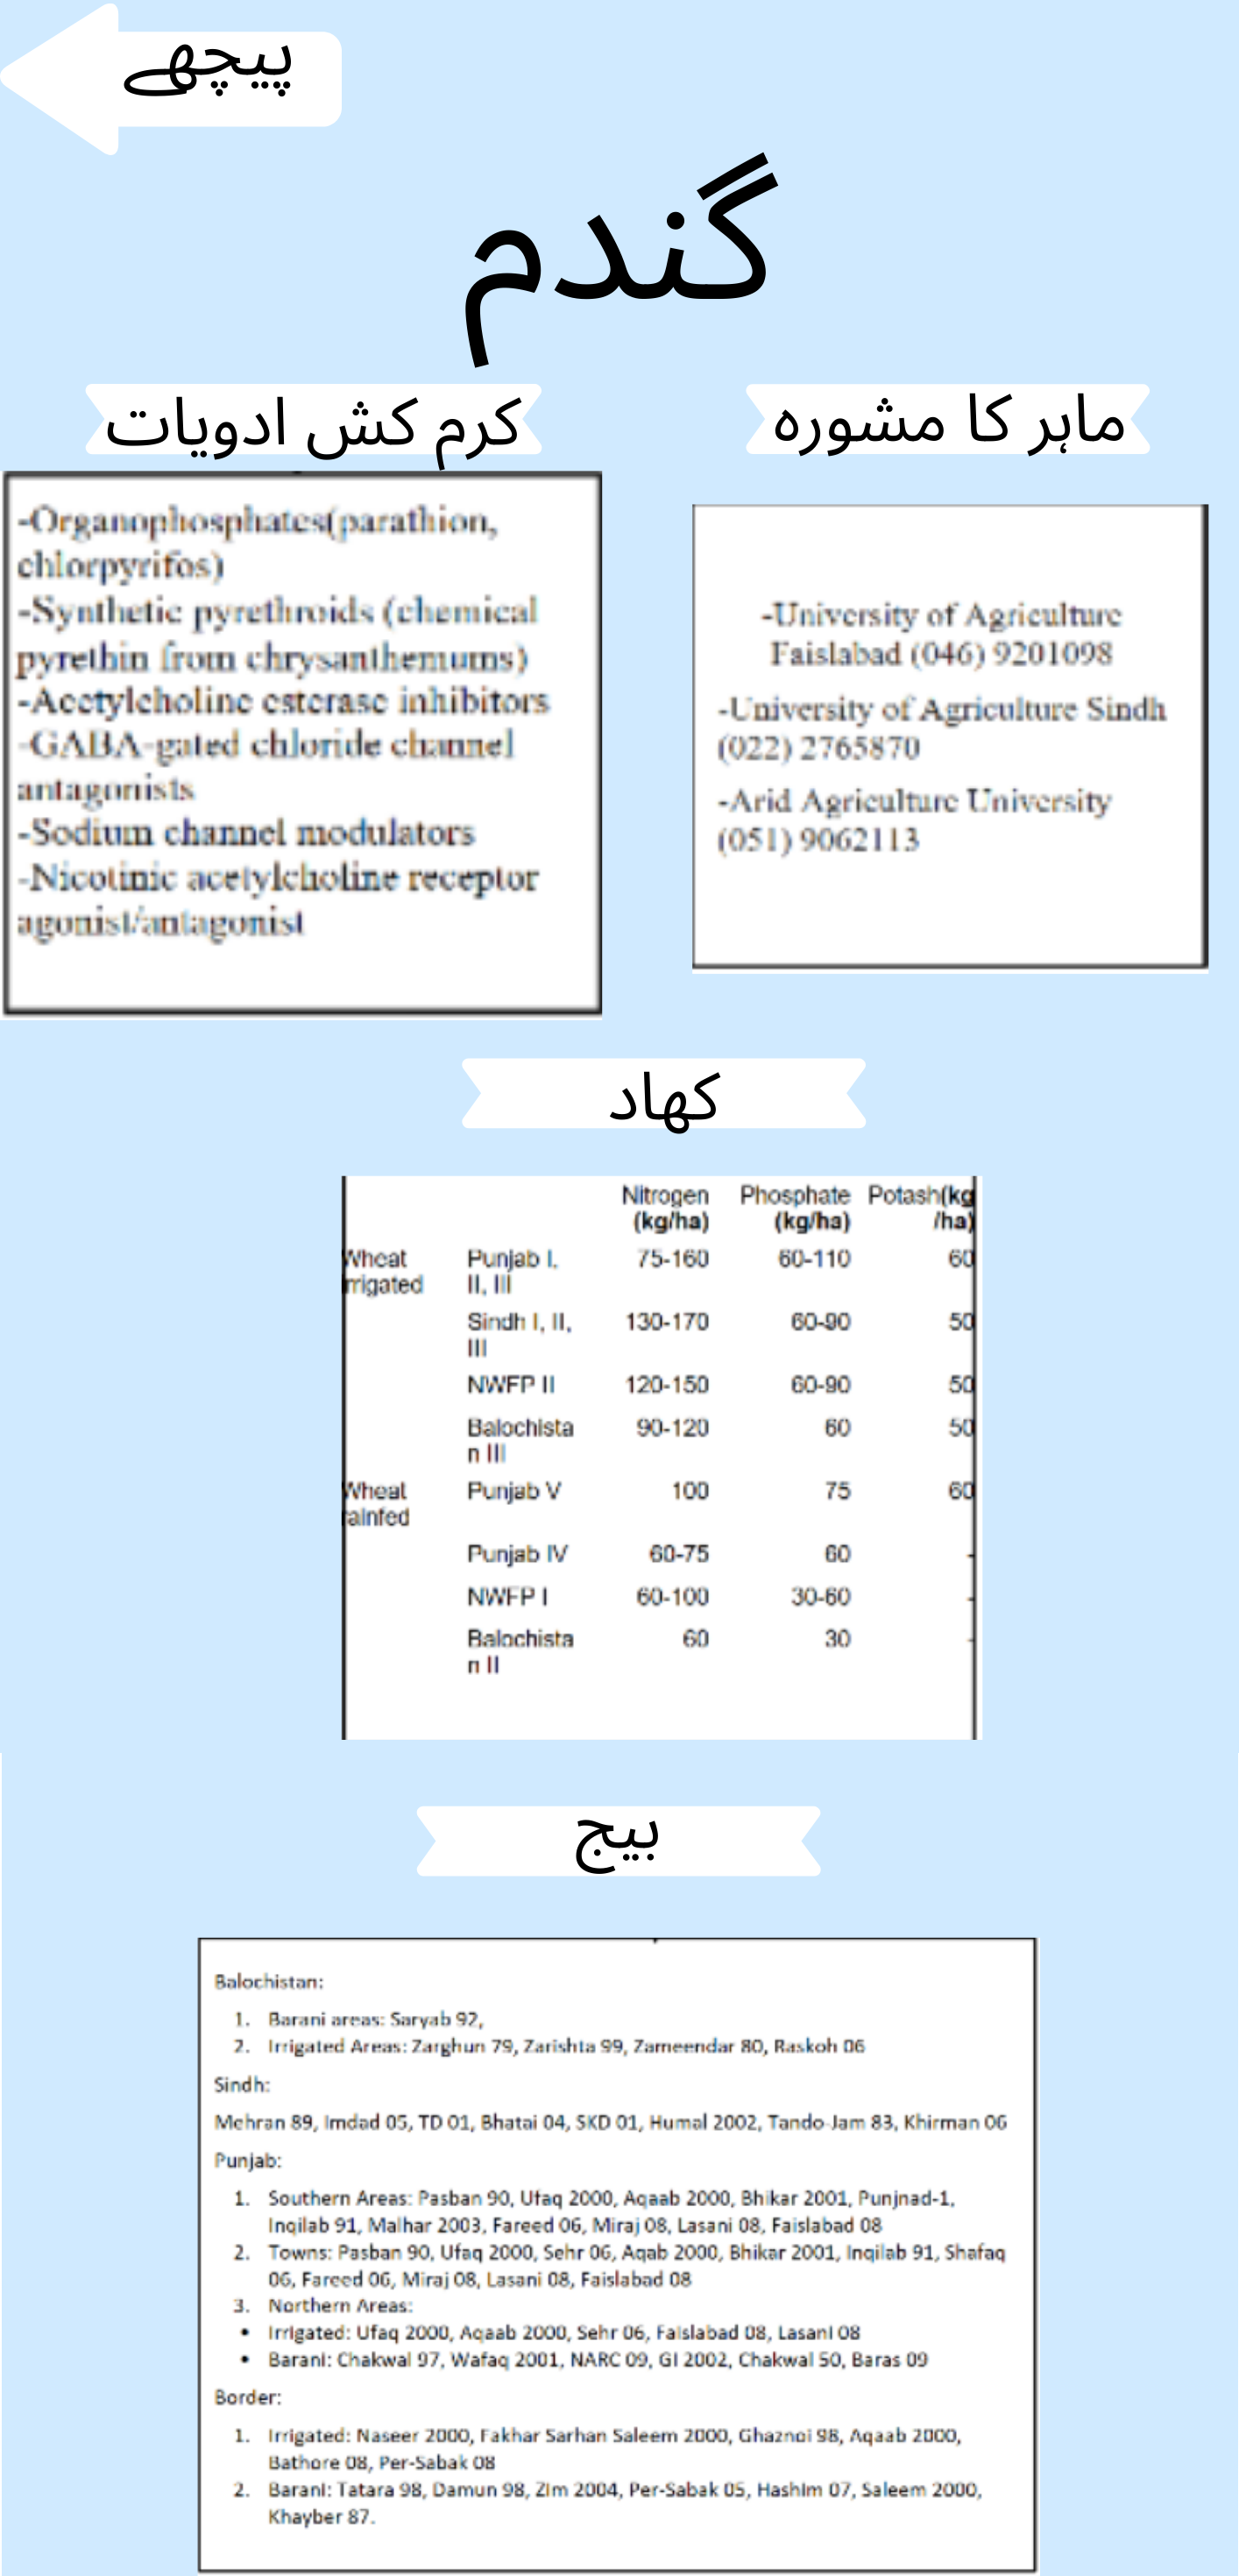 پیچھے
گندم
ماہر کا مشورہ
کرم کش ادویات
-Organophosphates(parathion,
chlorpyrifos)
-Synthetic pyrethroids (chemical
pyrethin from chrysanthemums)
-Acetylcholine esterase inhibitors
-GABA-gated chloride channel
antagonists
-Sodium channel modulators
-Nicotinic acetylcholine receptor
agonist/antagonist
-University of Agriculture
Faislabad (046) 9201098
-University of Agriculture Sindh
(022) 2765870
-Arid Agriculture University
(051) 9062113
کھاد
Nitrogen Phosphate Potash(kg
(kg/ha) (kg/ha) /ha)
Wheat Punjab I, 75-160 60-110 60
irrigated II, III
Sindh I, II, 130-170 60-90 50
III
NWFP II 120-150 60-90 50
Balochista 90-120 60 50
n III
Wheat Punjab V 100 75 60
rainfed
Punjab IV 60-75 60 -
NWFP I 60-100 30-60 -
Balochista 60 30 -
n II
بیج
Balochistan:
1. Barani areas: Saryab 92,
2. Irrigated Areas: Zarghun 79, Zarishta 99, Zameendar 80, Raskoh 06
Sindh:
Mehran 89, Imdad 05, TD 01, Bhatai 04, SKD 01, Humal 2002, Tando-Jam 83, Khirman 06
Punjab:
1. Southern Areas: Pasban 90, Ufaq 2000, Aqaab 2000, Bhikar 2001, Punjnad-1,
Inqilab 91, Malhar 2003, Fareed 06, Miraj 08, Lasani 08, Faislabad 08
2. Towns: Pasban 90, Ufaq 2000, Sehr 06, Aqab 2000, Bhikar 2001, Inqilab 91, Shafaq
06, Fareed 06, Miraj 08, Lasani 08, Faislabad 08
3. Northern Areas:
• Irrigated: Ufaq 2000, Aqaab 2000, Sehr 06, Faislabad 08, Lasani 08
• Barani: Chakwal 97, Wafaq 2001, NARC 09, GI 2002, Chakwal 50, Baras 09
Border:
1. Irrigated: Naseer 2000, Fakhar Sarhan Saleem 2000, Ghaznoi 98, Aqaab 2000,
Bathore 08, Per-Sabak 08
2. Barani: Tatara 98, Damun 98, Zim 2004, Per-Sabak 05, Hashim 07, Saleem 2000,
Khayber 87.